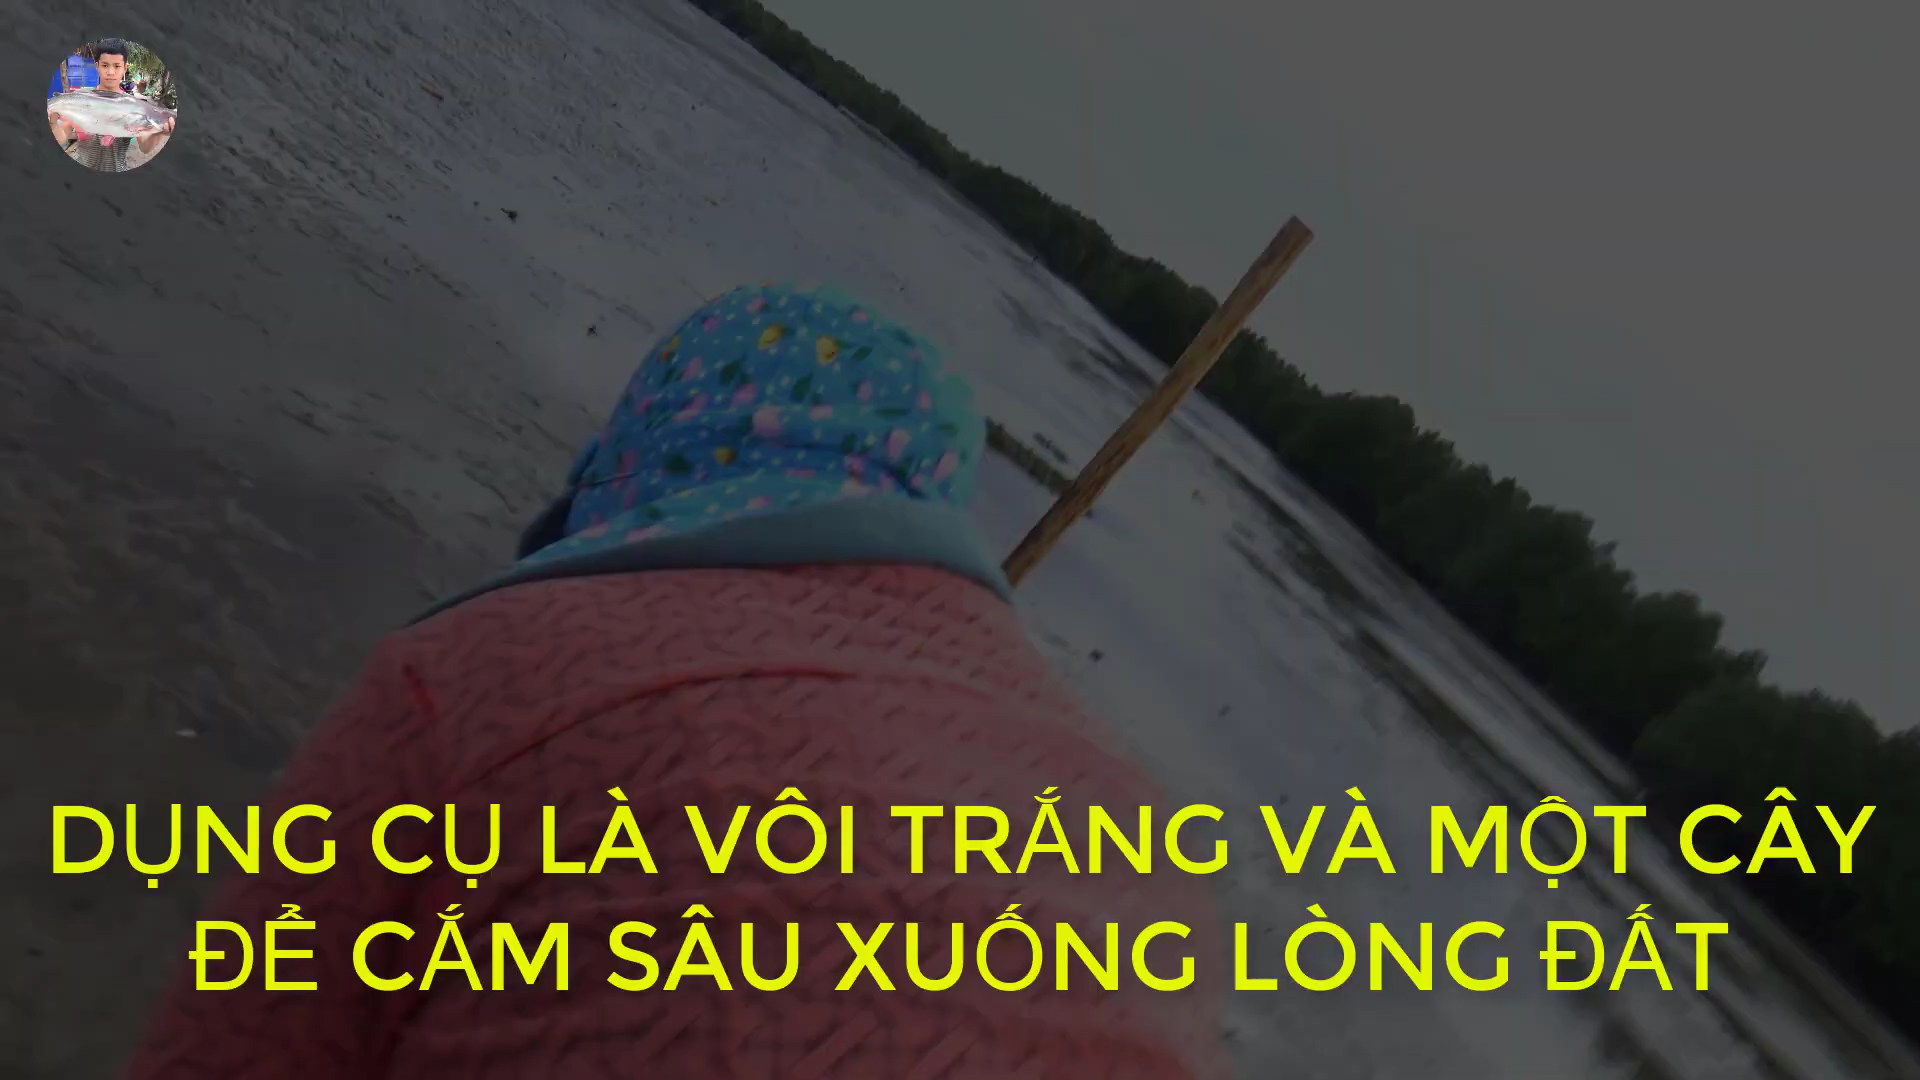 DỤNG CỤ LÀ VÔI TRẮNG VÀ MỘT CÂY
ĐỂ CẮM SÂU XUỐNG LÒNG ĐẤT